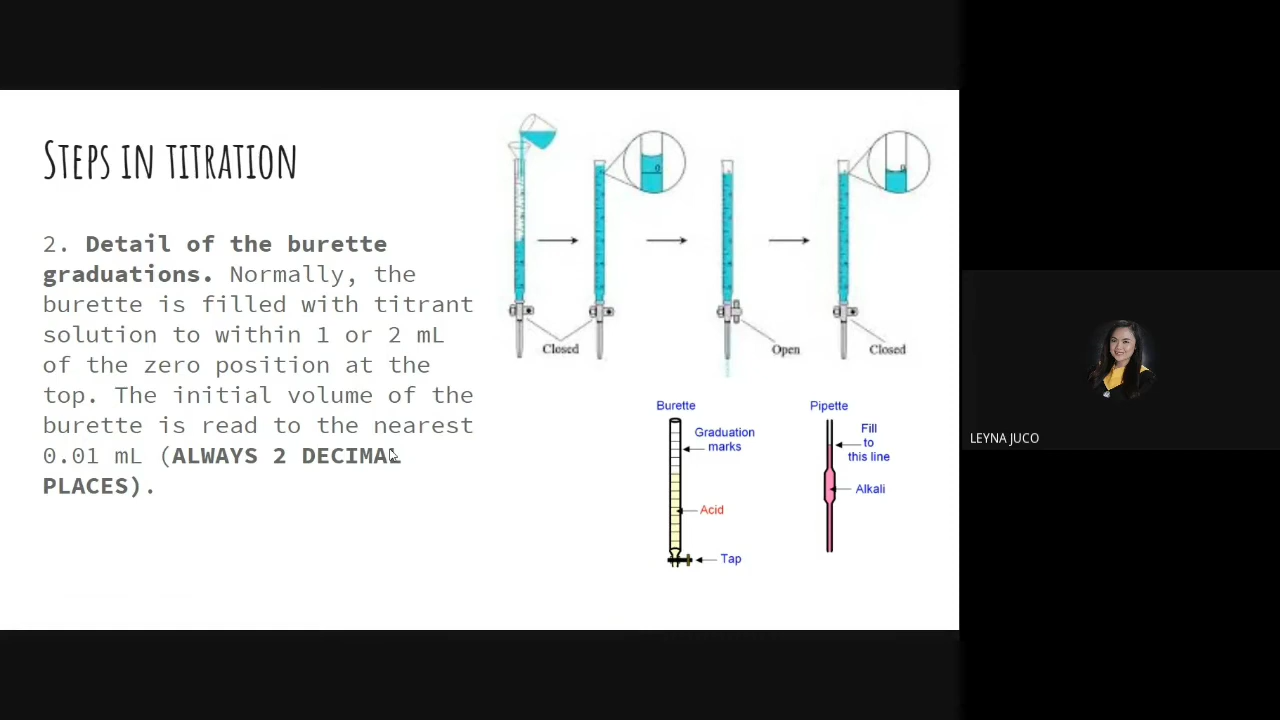 STEPS IN TITRATION
2. Detail of the burette
graduations. Normally, the
burette is filled with titrant
solution to within 1 or 2 mL
of the zero position at the
top. The initial volume of the
burette is read to the nearest
0.01 mL (ALWAYS 2 DECIMAL
PLACES).
0
0
Closed
Open
Closed
Burette
Graduation
marks
Acid
Tap
Pipette
Fill
to
this line
Alkali
LEYNA JUCO